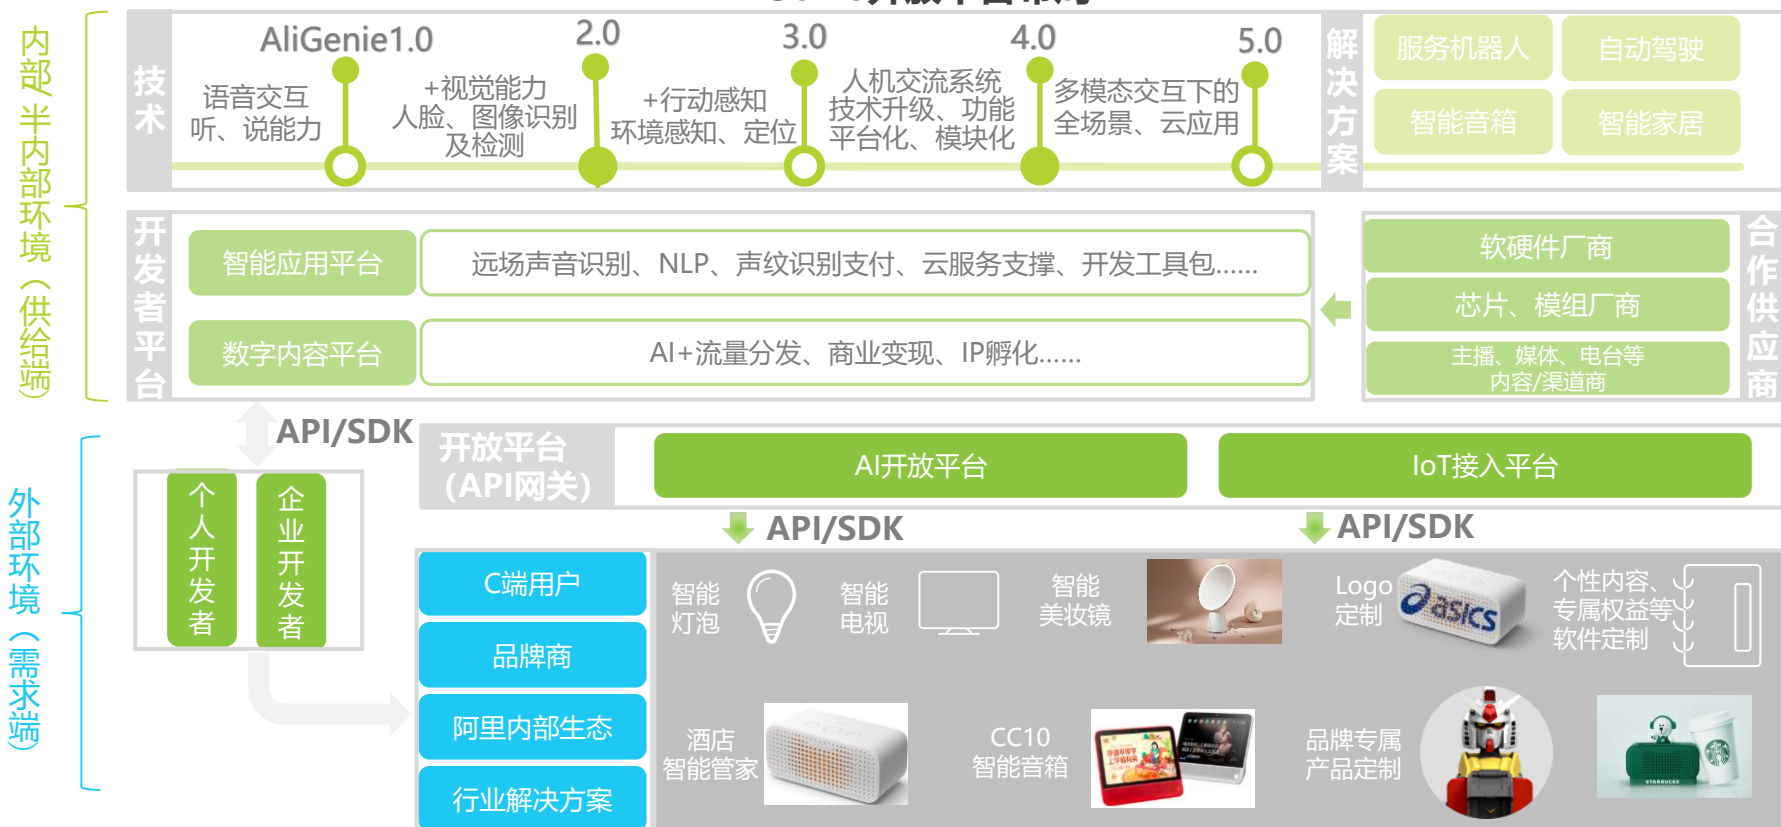 内部/半内部环境（供给端）
技术
AliGenie1.0
2.0
3.0
4.0
5.0
语音交互
听、说能力
+视觉能力
人脸、图像识别
及检测
+行动感知
环境感知、定位
人机交流系统
技术升级、功能
平台化、模块化
多模态交互下的
全场景、云应用
解决方案
服务机器人
自动驾驶
智能音箱
智能家居
开发者平台
智能应用平台
远场声音识别、NLP、声纹识别支付、云服务支撑、开发工具包......
数字内容平台
AI+流量分发、商业变现、IP孵化......
软硬件厂商
芯片、模组厂商
主播、媒体、电台等
内容/渠道商
合作供应商
外部环境（需求端）
API/SDK
个人开发者
企业开发者
开放平台
（API网关）
AI开放平台
IoT接入平台
API/SDK
API/SDK
C端用户
品牌商
阿里内部生态
行业解决方案
智能
灯泡
智能
电视
智能
美妆镜
Logo
定制
asics
个性内容、
专属权益等
软件定制
酒店
智能管家
CC10
智能音箱
品牌专属
产品定制
STARBUCKS